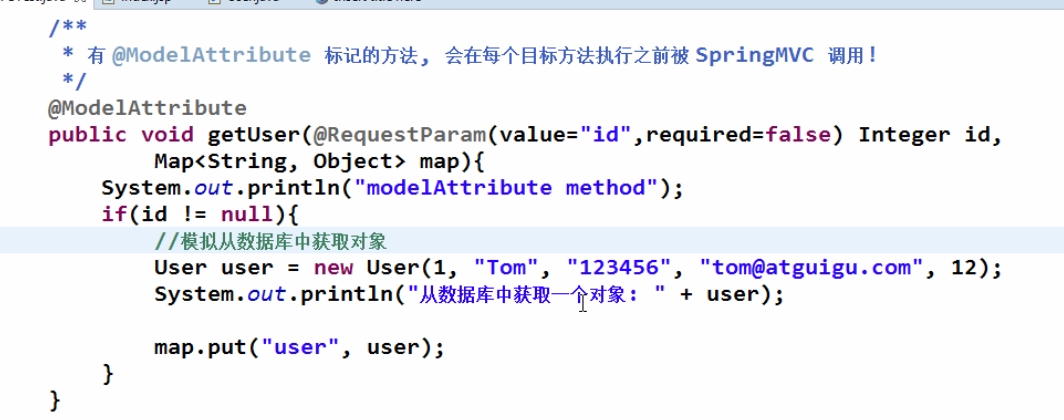 /**
 * 有 @ModelAttribute 标记的方法, 会在每个目标方法执行之前被 SpringMVC 调用!
 */
@ModelAttribute
public void getUser(@RequestParam(value="id",required=false) Integer id,
        Map<String, Object> map){
    System.out.println("modelAttribute method");
    if(id != null){
        //模拟从数据库中获取对象
        User user = new User(1, "Tom", "123456", "tom@atguigu.com", 12);
        System.out.println("从数据库中获取一个对象: " + user);
        map.put("user", user);
    }
}